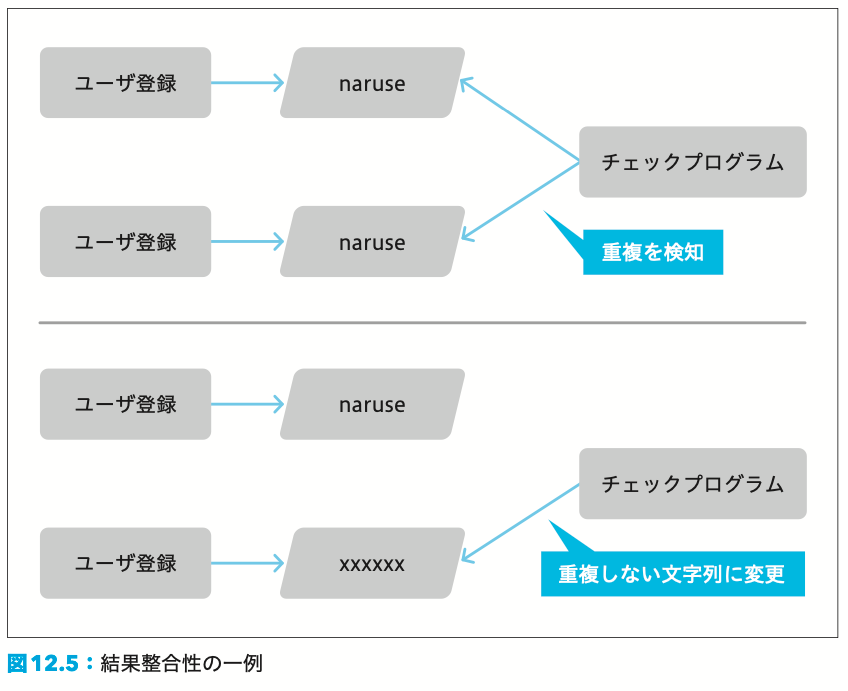 ユーザ登録
naruse
チェックプログラム
ユーザ登録
naruse
重複を検知
ユーザ登録
naruse
チェックプログラム
ユーザ登録
xxxxxx
重複しない文字列に変更
図12.5：結果整合性の一例